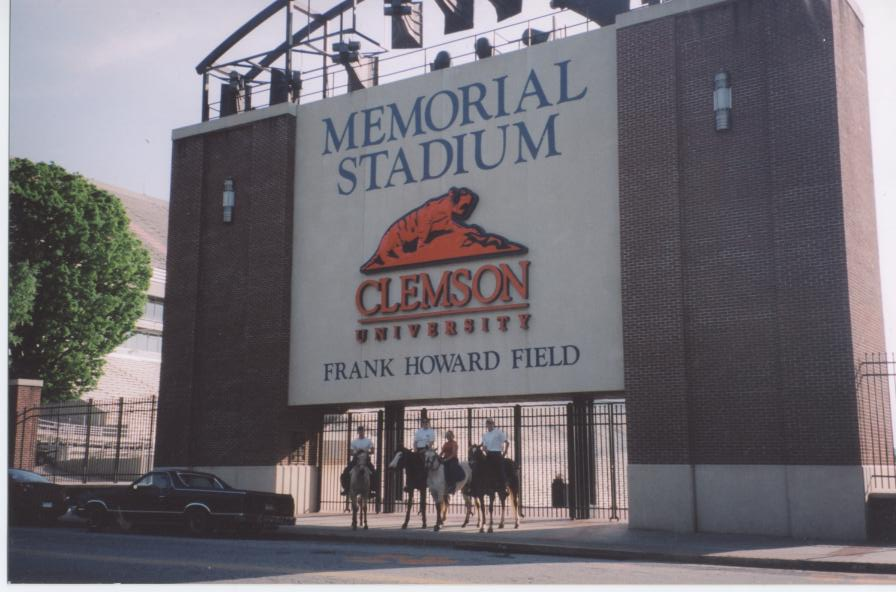 MEMORIAL
STADIUM
CLEMSON
UNIVERSITY
FRANK HOWARD FIELD